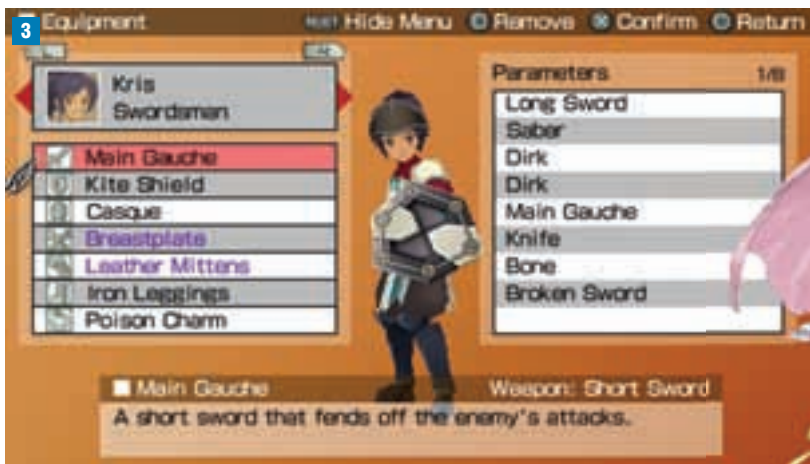 3
Equipment
Hide Menu Remove Confirm Return
Kris
Swordsman
Main Gauche
Kite Shield
Casque
Breastplate
Leather Mittens
Iron Leggings
Poison Charm
Parameters 1/8
Long Sword
Saber
Dirk
Dirk
Main Gauche
Knife
Bone
Broken Sword
Main Gauche Weapon: Short Sword
A short sword that fends off the enemy's attacks.